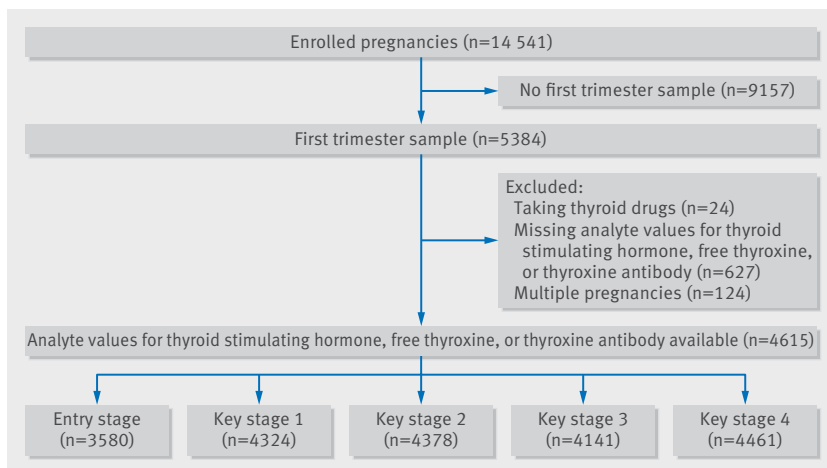 Enrolled pregnancies (n=14 541)
No first trimester sample (n=9157)
First trimester sample (n=5384)
Excluded:
Taking thyroid drugs (n=24)
Missing analyte values for thyroid
stimulating hormone, free thyroxine,
or thyroxine antibody (n=627)
Multiple pregnancies (n=124)
Analyte values for thyroid stimulating hormone, free thyroxine, or thyroxine antibody available (n=4615)
Entry stage
(n=3580)
Key stage 1
(n=4324)
Key stage 2
(n=4378)
Key stage 3
(n=4141)
Key stage 4
(n=4461)